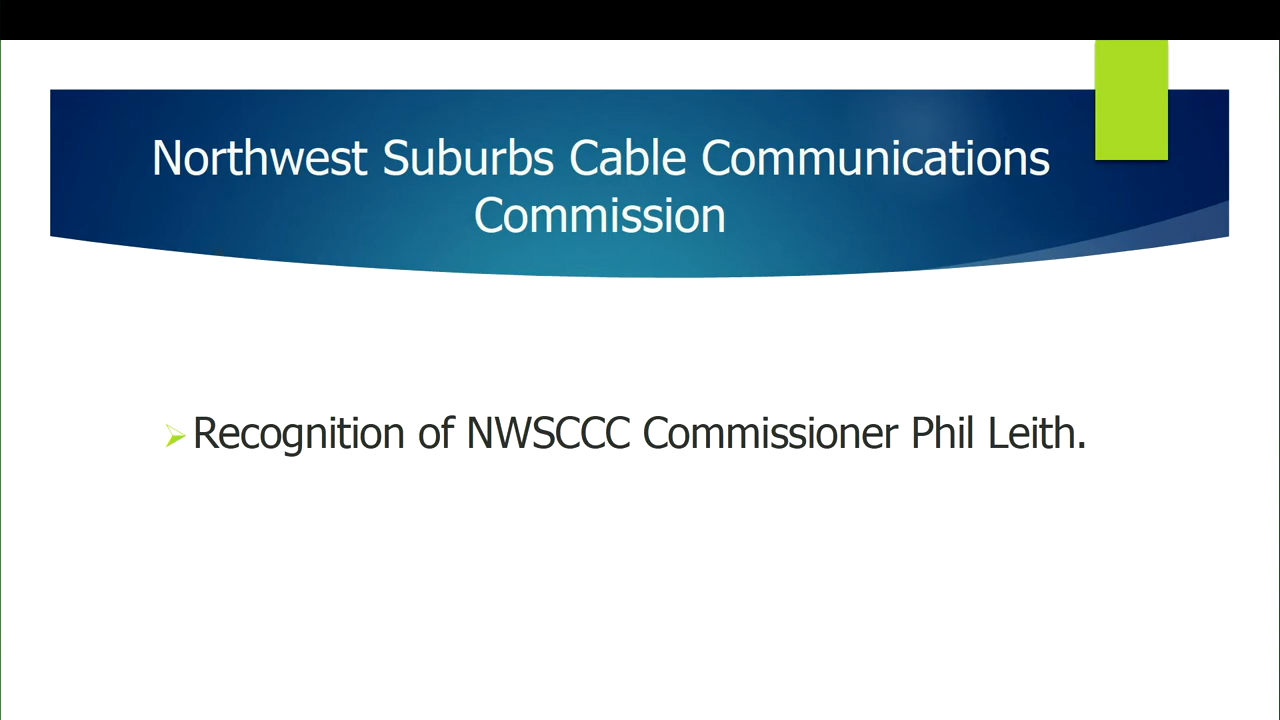 Northwest Suburbs Cable Communications
Commission
Recognition of NWSCCC Commissioner Phil Leith.